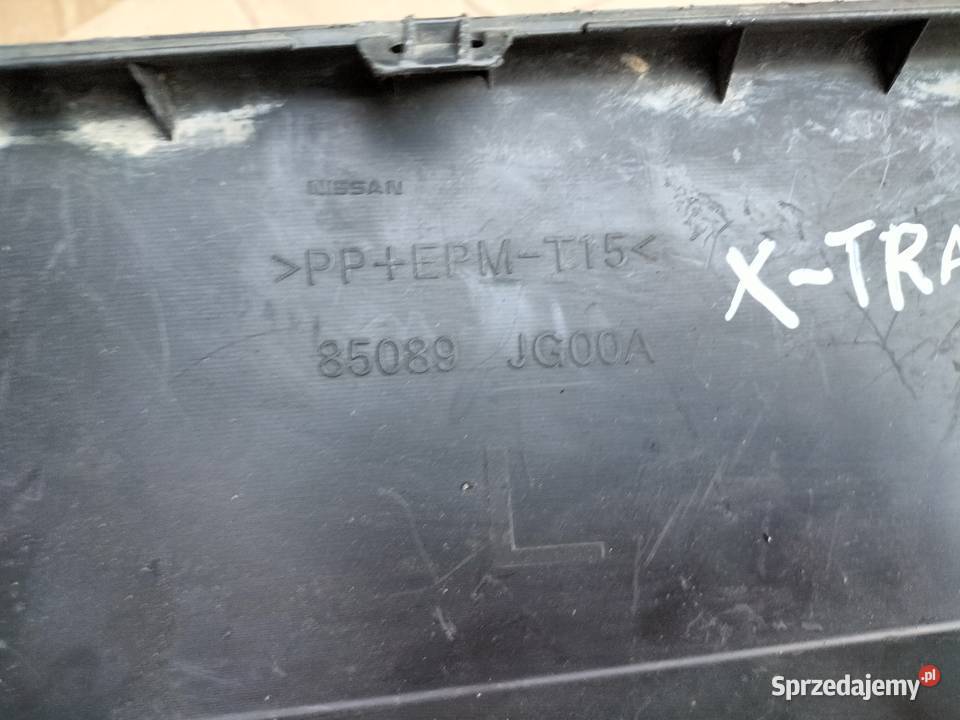 NISSAN
>PP+EPM-T15<
X-TRA
85089 JG00A
L
Sprzedajemy.pl